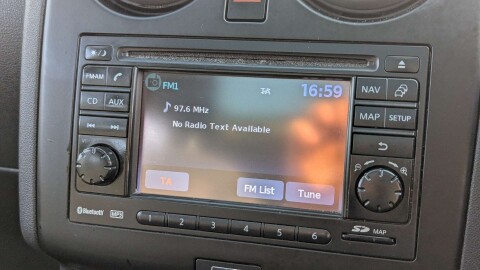 FM1
16:59
FM·AM
NAV
97.6 MHz
CD
AUX
No Radio Text Available
MAP
SETUP
TA
FM List
Tune
Bluetooth
MP3
1 2 3 4 5 6
SD
MAP